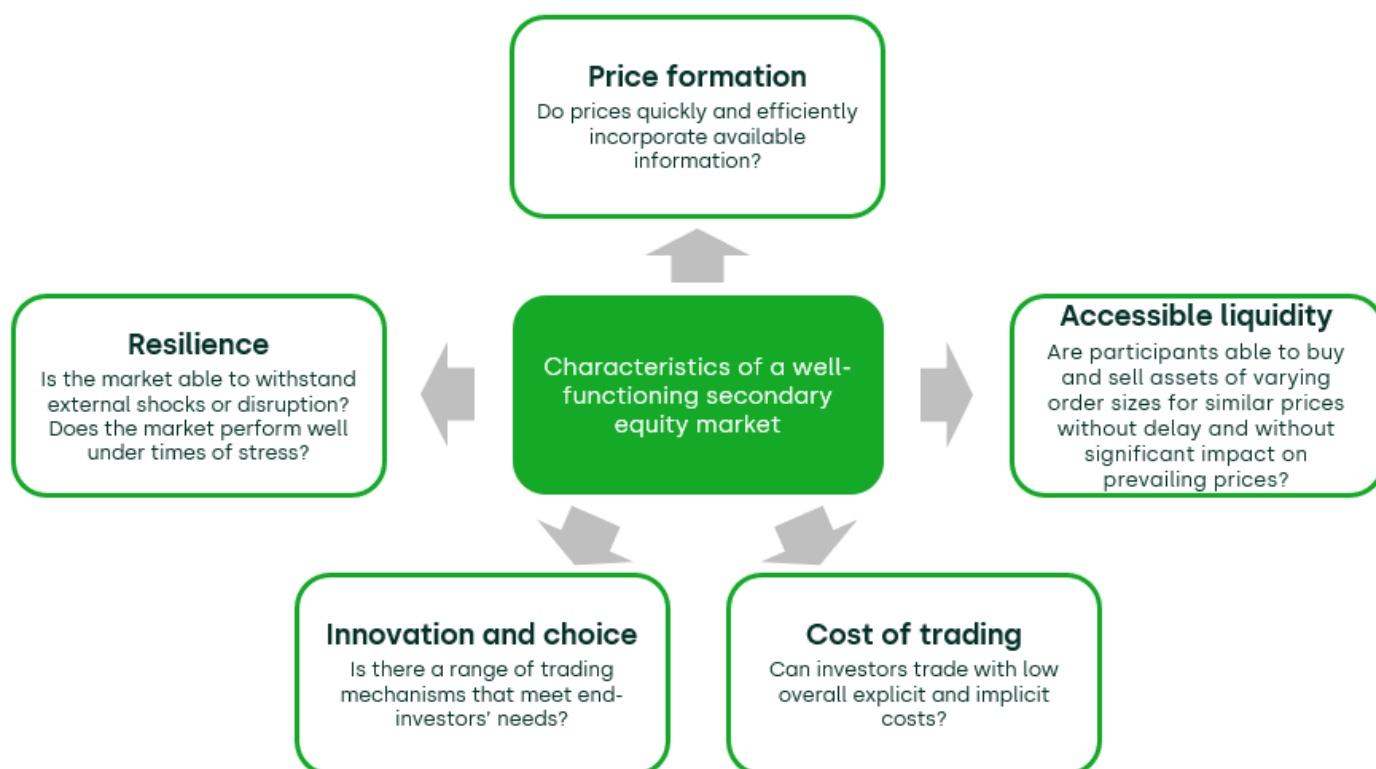 Price formation
Do prices quickly and efficiently
incorporate available
information?
Resilience
Is the market able to withstand
external shocks or disruption?
Does the market perform well
under times of stress?
Characteristics of a well-
functioning secondary
equity market
Accessible liquidity
Are participants able to buy
and sell assets of varying
order sizes for similar prices
without delay and without
significant impact on
prevailing prices?
Innovation and choice
Is there a range of trading
mechanisms that meet end-
investors’ needs?
Cost of trading
Can investors trade with low
overall explicit and implicit
costs?